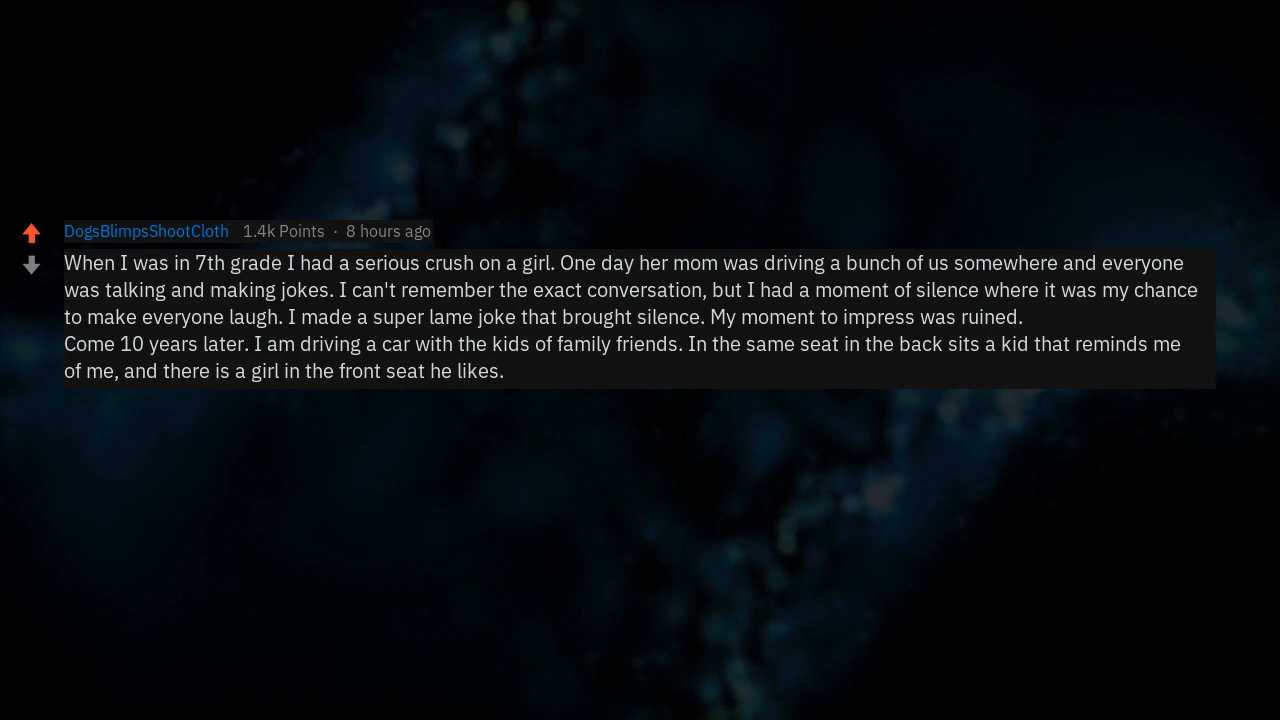 DogsBlimpsShootCloth 1.4k Points · 8 hours ago
When I was in 7th grade I had a serious crush on a girl. One day her mom was driving a bunch of us somewhere and everyone
was talking and making jokes. I can't remember the exact conversation, but I had a moment of silence where it was my chance
to make everyone laugh. I made a super lame joke that brought silence. My moment to impress was ruined.
Come 10 years later. I am driving a car with the kids of family friends. In the same seat in the back sits a kid that reminds me
of me, and there is a girl in the front seat he likes.